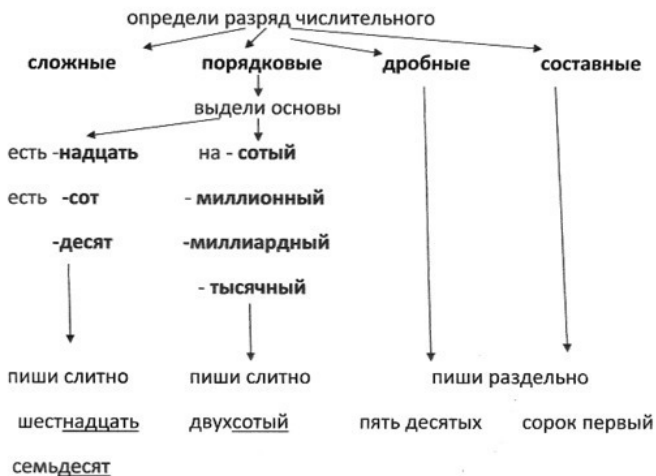 определи разряд числительного
сложные порядковые дробные составные
выдели основы
есть -надцать на - сотый
есть -сот - миллионный
-десят -миллиардный
- тысячный
пиши слитно пиши слитно пиши раздельно
шестнадцать двухсотый пять десятых сорок первый
семьдесят